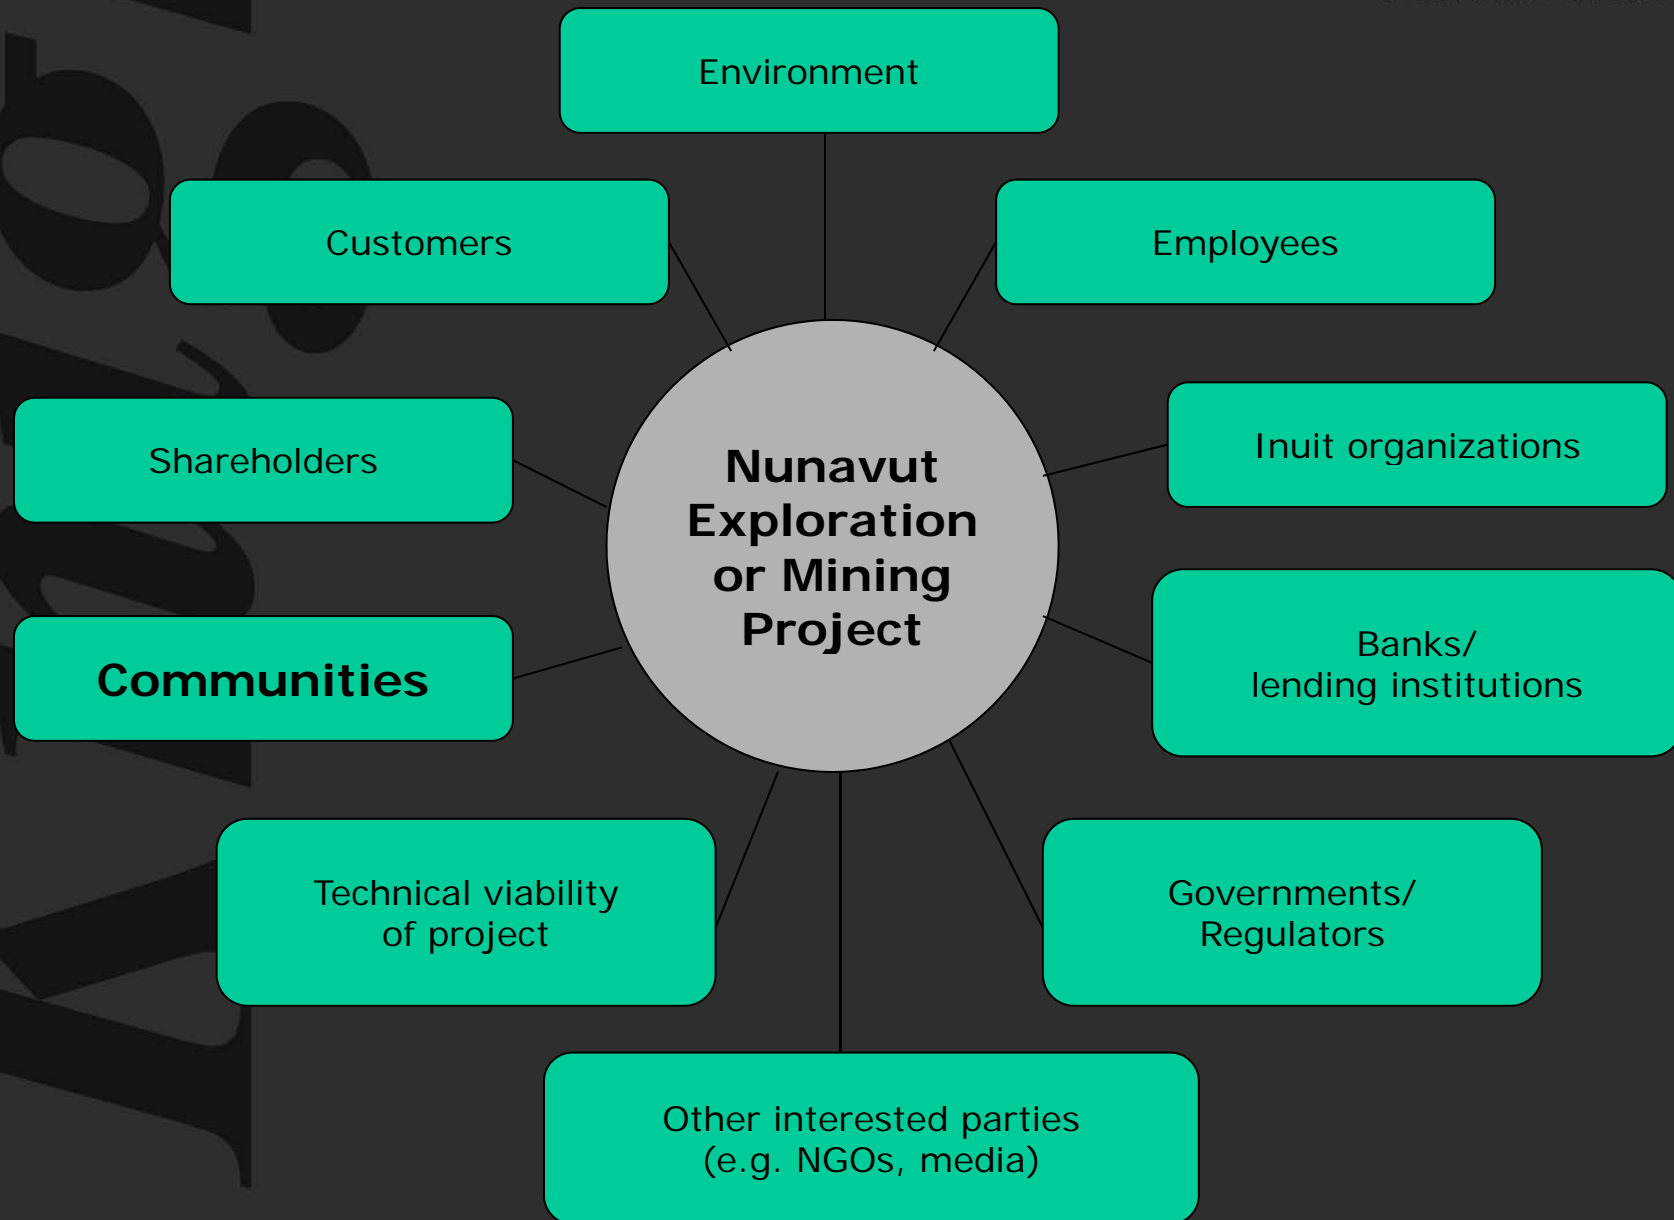 Environment
Customers
Employees
Shareholders
Inuit organizations
Nunavut
Exploration
or Mining
Project
Communities
Banks/
lending institutions
Technical viability
of project
Governments/
Regulators
Other interested parties
(e.g. NGOs, media)